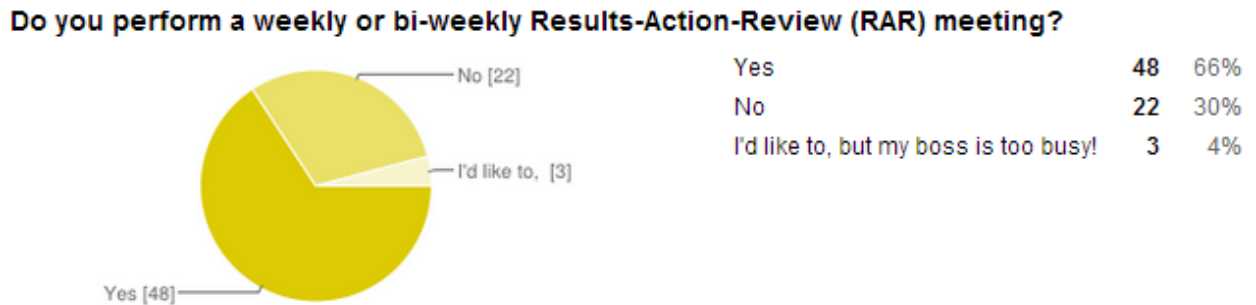 Do you perform a weekly or bi-weekly Results-Action-Review (RAR) meeting?
No [22]
I'd like to,  [3]
Yes [48]
Yes 48 66%
No 22 30%
I'd like to, but my boss is too busy! 3 4%